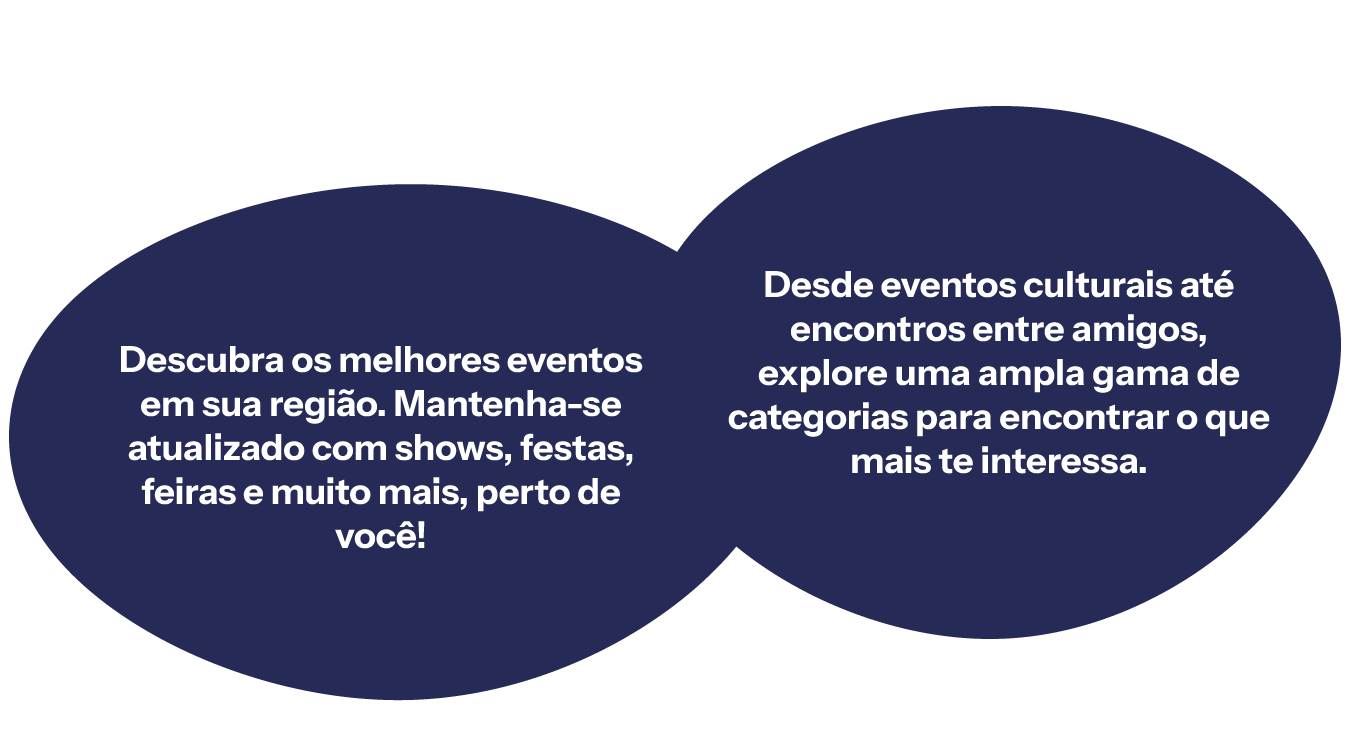 Descubra os melhores eventos
em sua região. Mantenha-se
atualizado com shows, festas,
feiras e muito mais, perto de
você!
Desde eventos culturais até
encontros entre amigos,
explore uma ampla gama de
categorias para encontrar o que
mais te interessa.